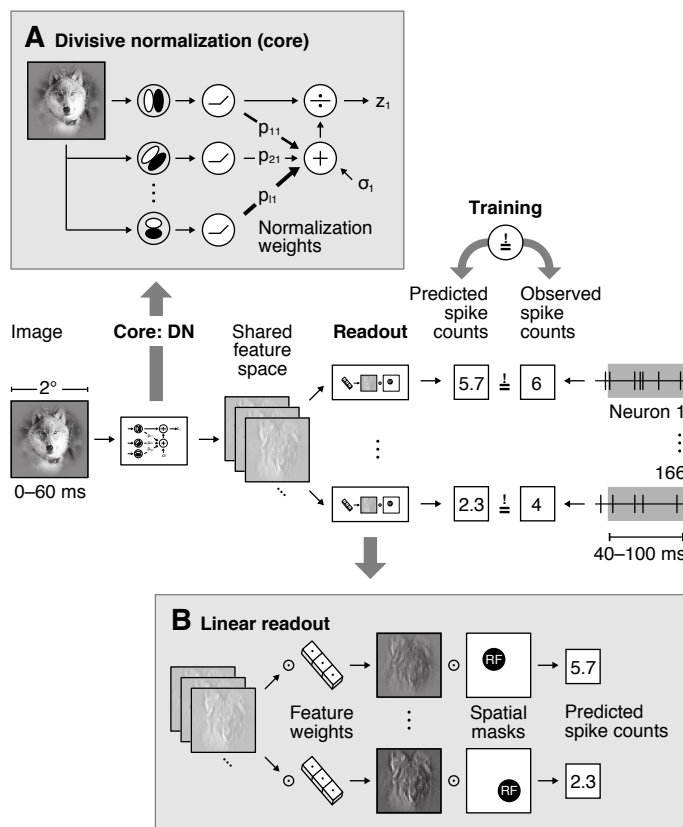 A Divisive normalization (core)
÷
z₁
p₁₁
p₂₁
+
σ₁
pₗ₁
Normalization
weights
Training
!
=
Predicted
spike
counts
Observed
spike
counts
Image
Core: DN
Shared
feature
space
Readout
2°
5.7 != 6
Neuron 1
166
0–60 ms
2.3 != 4
40–100 ms
B Linear readout
RF
5.7
Feature
weights
Spatial
masks
Predicted
spike counts
RF
2.3